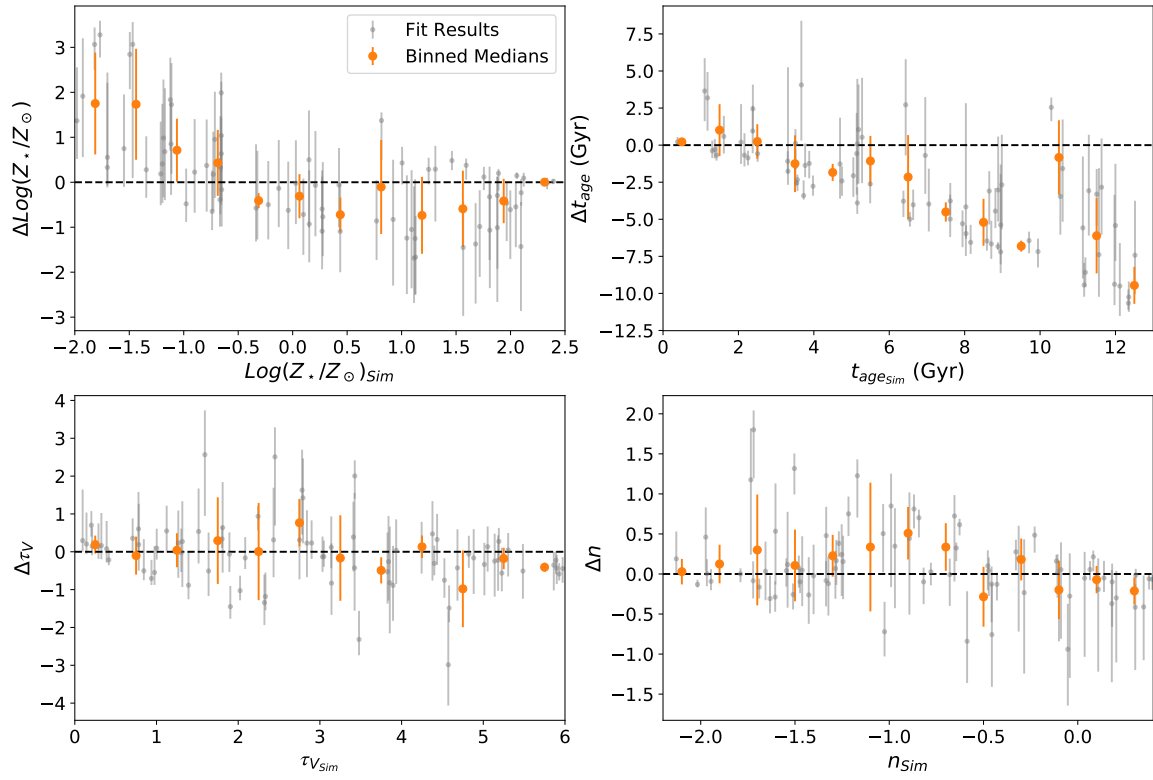 Fit Results
Binned Medians
3
2
1
0
−1
−2
−3
ΔLog(Z⋆/Z⊙)
−2.0 −1.5 −1.0 −0.5 0.0 0.5 1.0 1.5 2.0 2.5
Log(Z⋆/Z⊙)Sim
7.5
5.0
2.5
0.0
−2.5
−5.0
−7.5
−10.0
−12.5
Δtage (Gyr)
0 2 4 6 8 10 12
tageSim (Gyr)
4
3
2
1
0
−1
−2
−3
−4
ΔτV
0 1 2 3 4 5 6
τVSim
2.0
1.5
1.0
0.5
0.0
−0.5
−1.0
−1.5
Δn
−2.0 −1.5 −1.0 −0.5 0.0
nSim